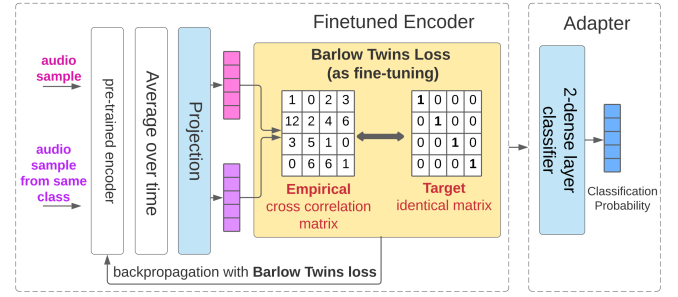 Finetuned Encoder
Adapter
audio
sample
audio
sample
from same
class
pre-trained encoder
Average over time
Projection
Barlow Twins Loss
(as fine-tuning)
1 0 2 3
12 2 4 6
3 5 1 0
0 6 6 1
1 0 0 0
0 1 0 0
0 0 1 0
0 0 0 1
Empirical
cross correlation
matrix
Target
identical matrix
backpropagation with Barlow Twins loss
2-dense layer
classifier
Classification
Probability